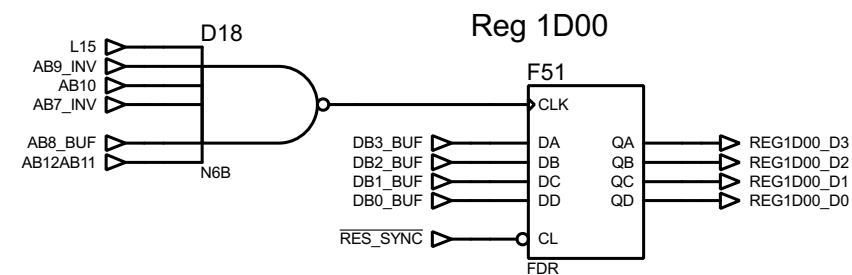 Reg 1D00
D18
L15
AB9_INV
AB10
AB7_INV
AB8_BUF
AB12AB11
N6B
F51
CLK
DB3_BUF DA QA REG1D00_D3
DB2_BUF DB QB REG1D00_D2
DB1_BUF DC QC REG1D00_D1
DB0_BUF DD QD REG1D00_D0
RES_SYNC CL
FDR